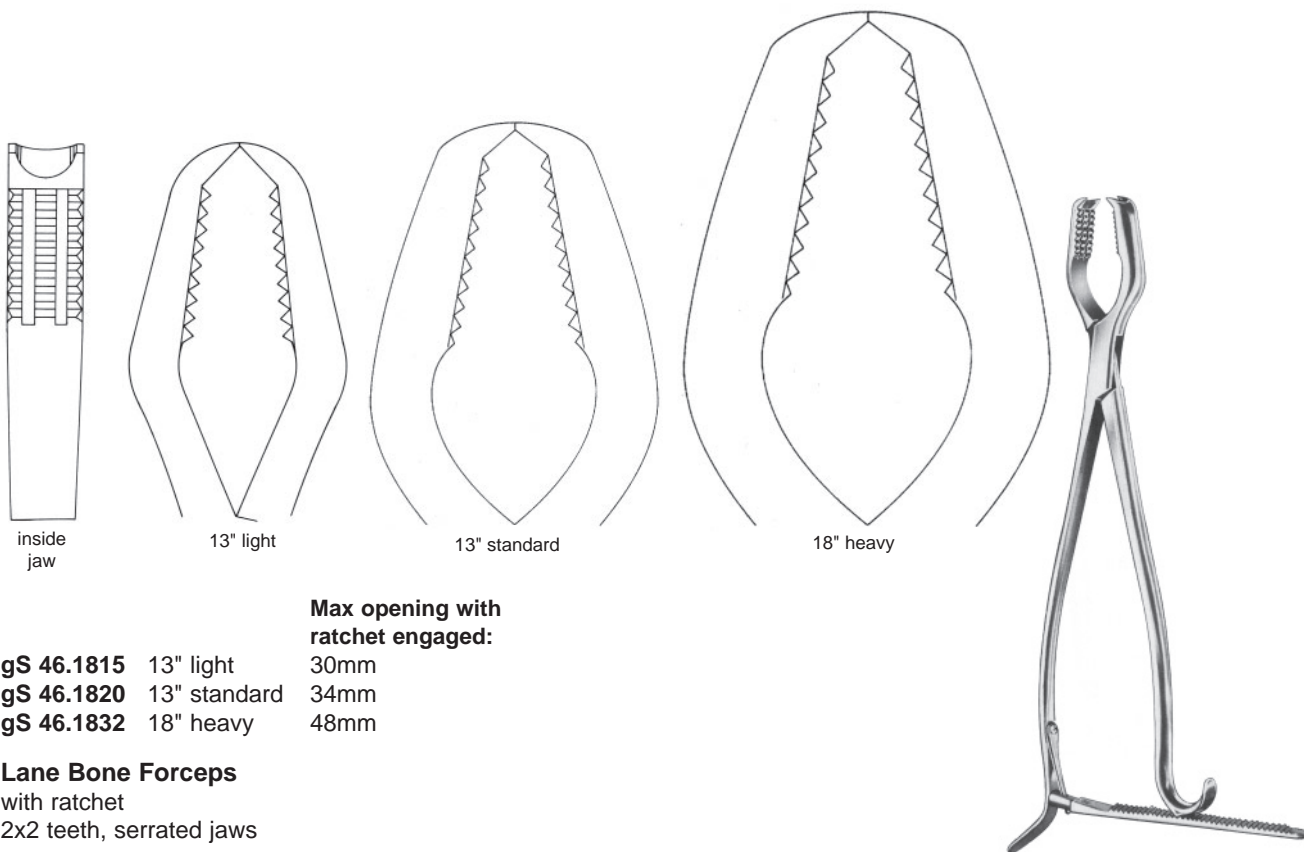 inside
jaw
13" light
13" standard
18" heavy
Max opening with
ratchet engaged:
gS 46.1815 13" light 30mm
gS 46.1820 13" standard 34mm
gS 46.1832 18" heavy 48mm
Lane Bone Forceps
with ratchet
2x2 teeth, serrated jaws